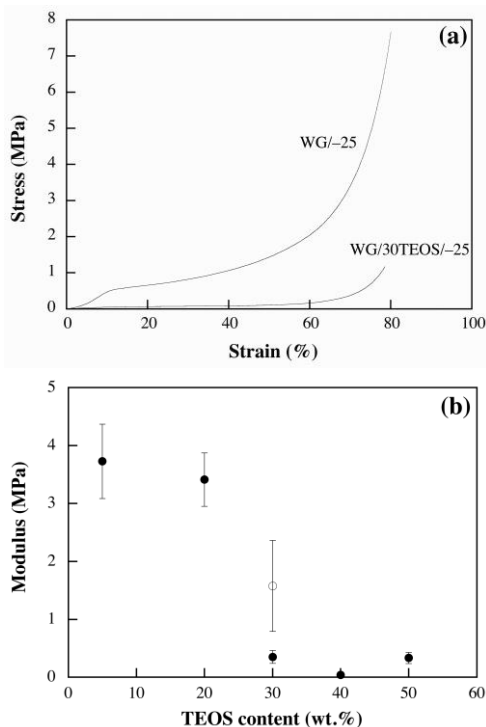 (a)
8
7
6
5
4
3
2
1
0
Stress (MPa)
WG/–25
WG/30TEOS/–25
20 40 60 80 100
Strain (%)
(b)
5
4
3
2
1
0
Modulus (MPa)
0 10 20 30 40 50 60
TEOS content (wt.%)